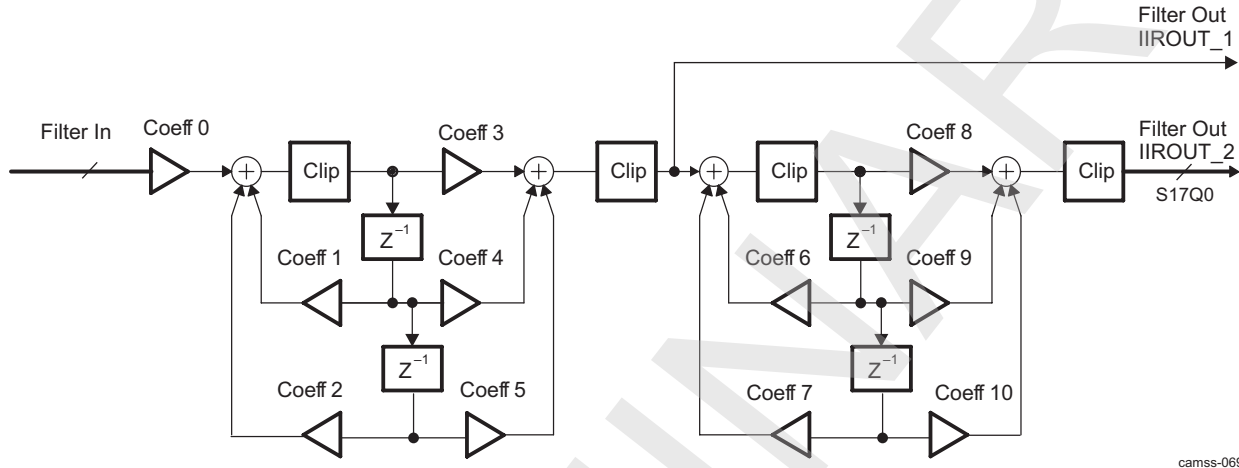 Filter Out
IIROUT_1
Filter In
Coeff 0
Clip
Coeff 3
Clip
Clip
Coeff 8
Clip
Filter Out
IIROUT_2
S17Q0
Z⁻¹
Z⁻¹
Coeff 1
Coeff 4
Coeff 6
Coeff 9
Z⁻¹
Z⁻¹
Coeff 2
Coeff 5
Coeff 7
Coeff 10
camss-069